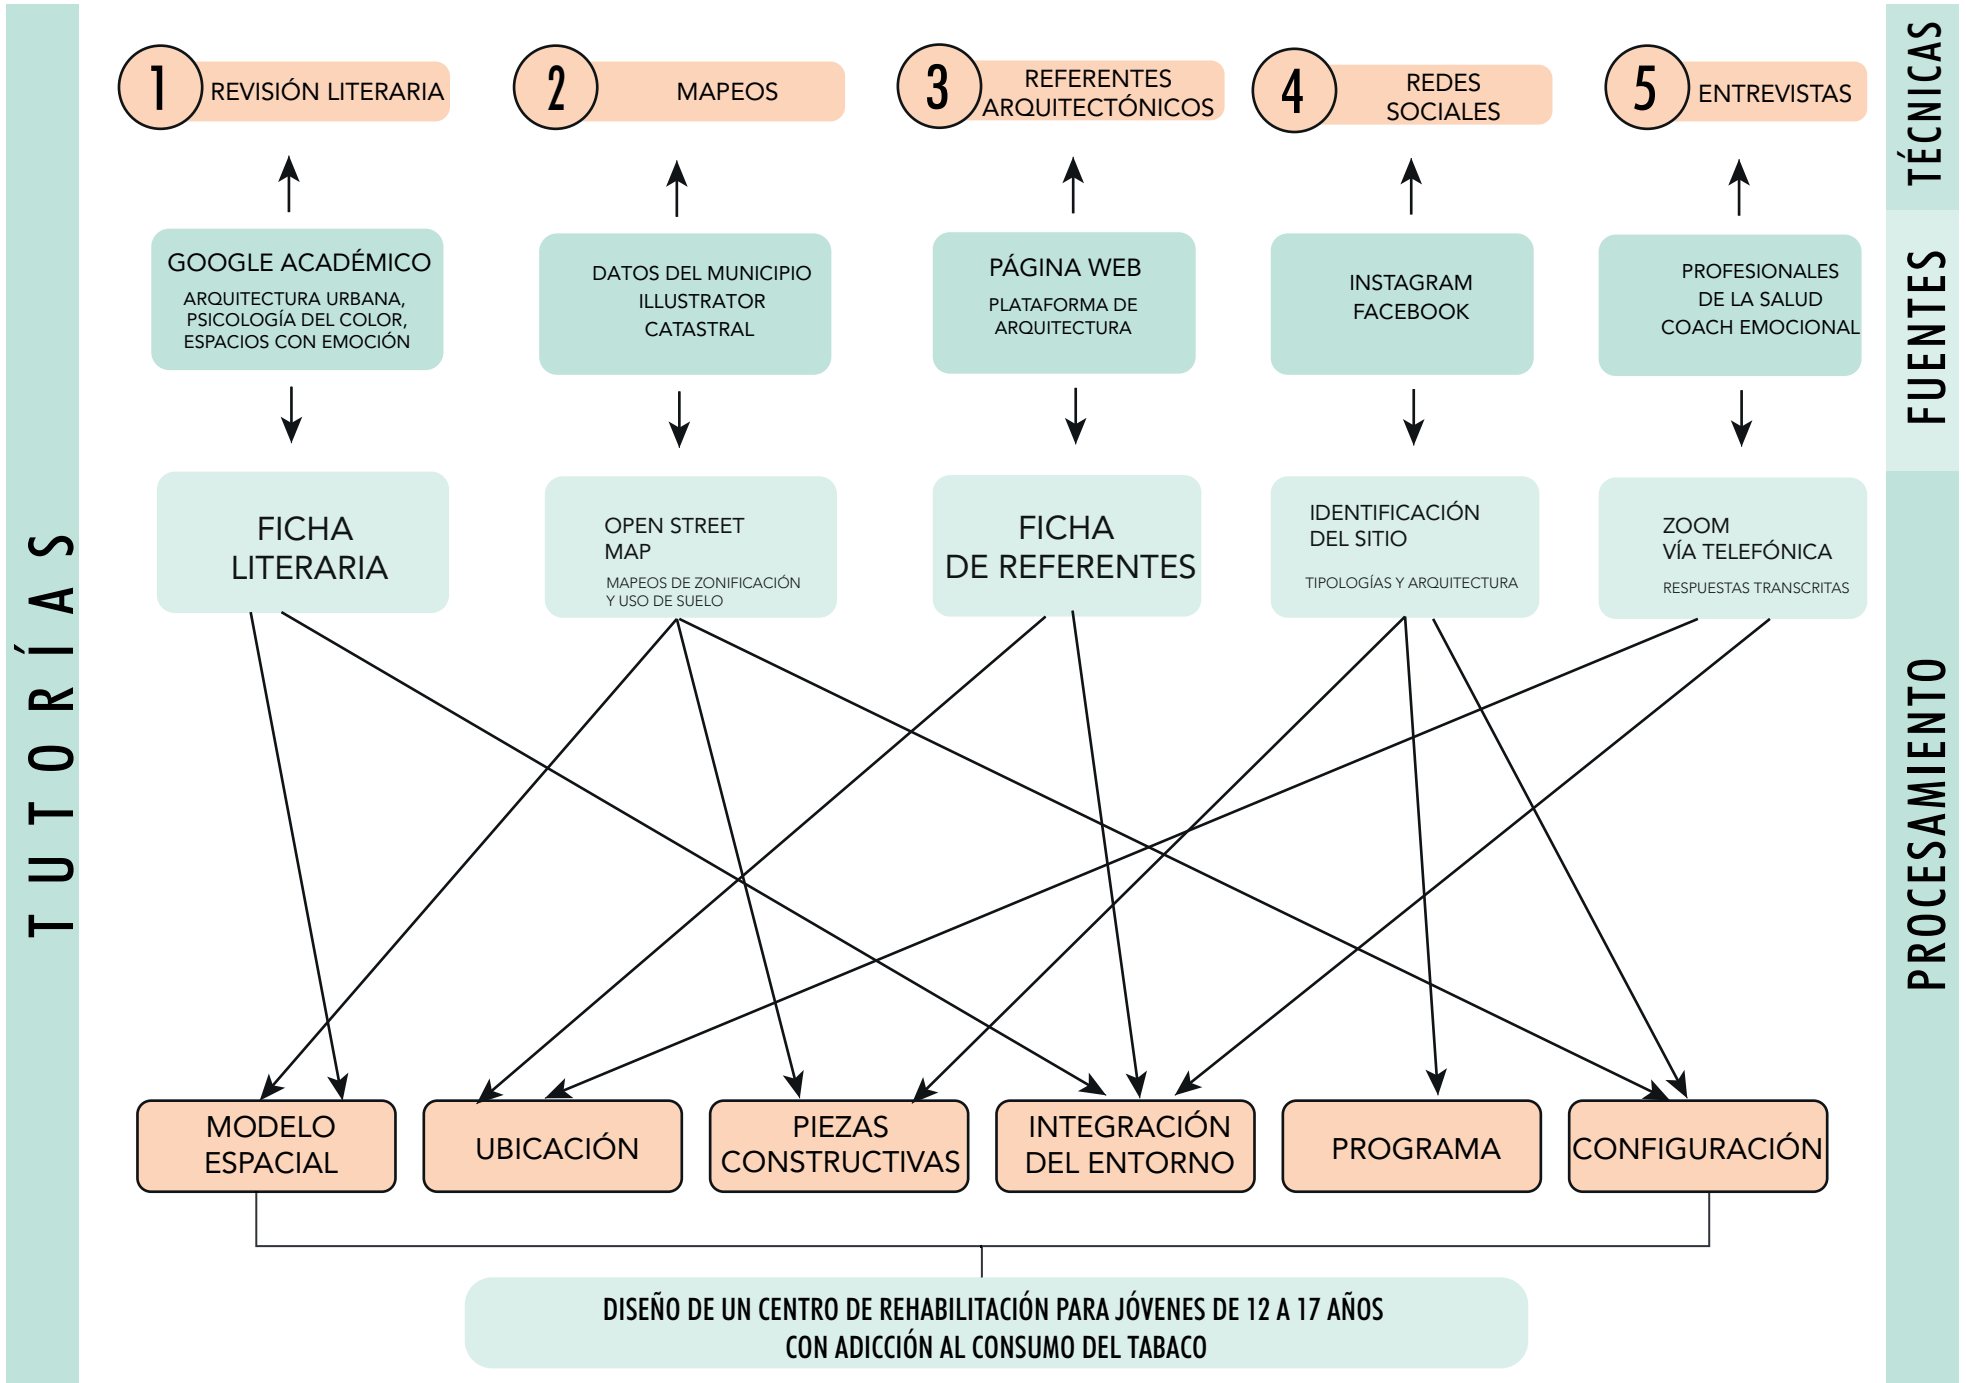 TUTORÍAS
1
REVISIÓN LITERARIA
2
MAPEOS
3
REFERENTES
ARQUITECTÓNICOS
4
REDES
SOCIALES
5
ENTREVISTAS
TÉCNICAS
GOOGLE ACADÉMICO
ARQUITECTURA URBANA,
PSICOLOGÍA DEL COLOR,
ESPACIOS CON EMOCIÓN
DATOS DEL MUNICIPIO
ILLUSTRATOR
CATASTRAL
PÁGINA WEB
PLATAFORMA DE
ARQUITECTURA
INSTAGRAM
FACEBOOK
PROFESIONALES
DE LA SALUD
COACH EMOCIONAL
FUENTES
FICHA
LITERARIA
OPEN STREET
MAP
MAPEOS DE ZONIFICACIÓN
Y USO DE SUELO
FICHA
DE REFERENTES
IDENTIFICACIÓN
DEL SITIO
TIPOLOGÍAS Y ARQUITECTURA
ZOOM
VÍA TELEFÓNICA
RESPUESTAS TRANSCRITAS
PROCESAMIENTO
MODELO
ESPACIAL
UBICACIÓN
PIEZAS
CONSTRUCTIVAS
INTEGRACIÓN
DEL ENTORNO
PROGRAMA
CONFIGURACIÓN
DISEÑO DE UN CENTRO DE REHABILITACIÓN PARA JÓVENES DE 12 A 17 AÑOS
CON ADICCIÓN AL CONSUMO DEL TABACO